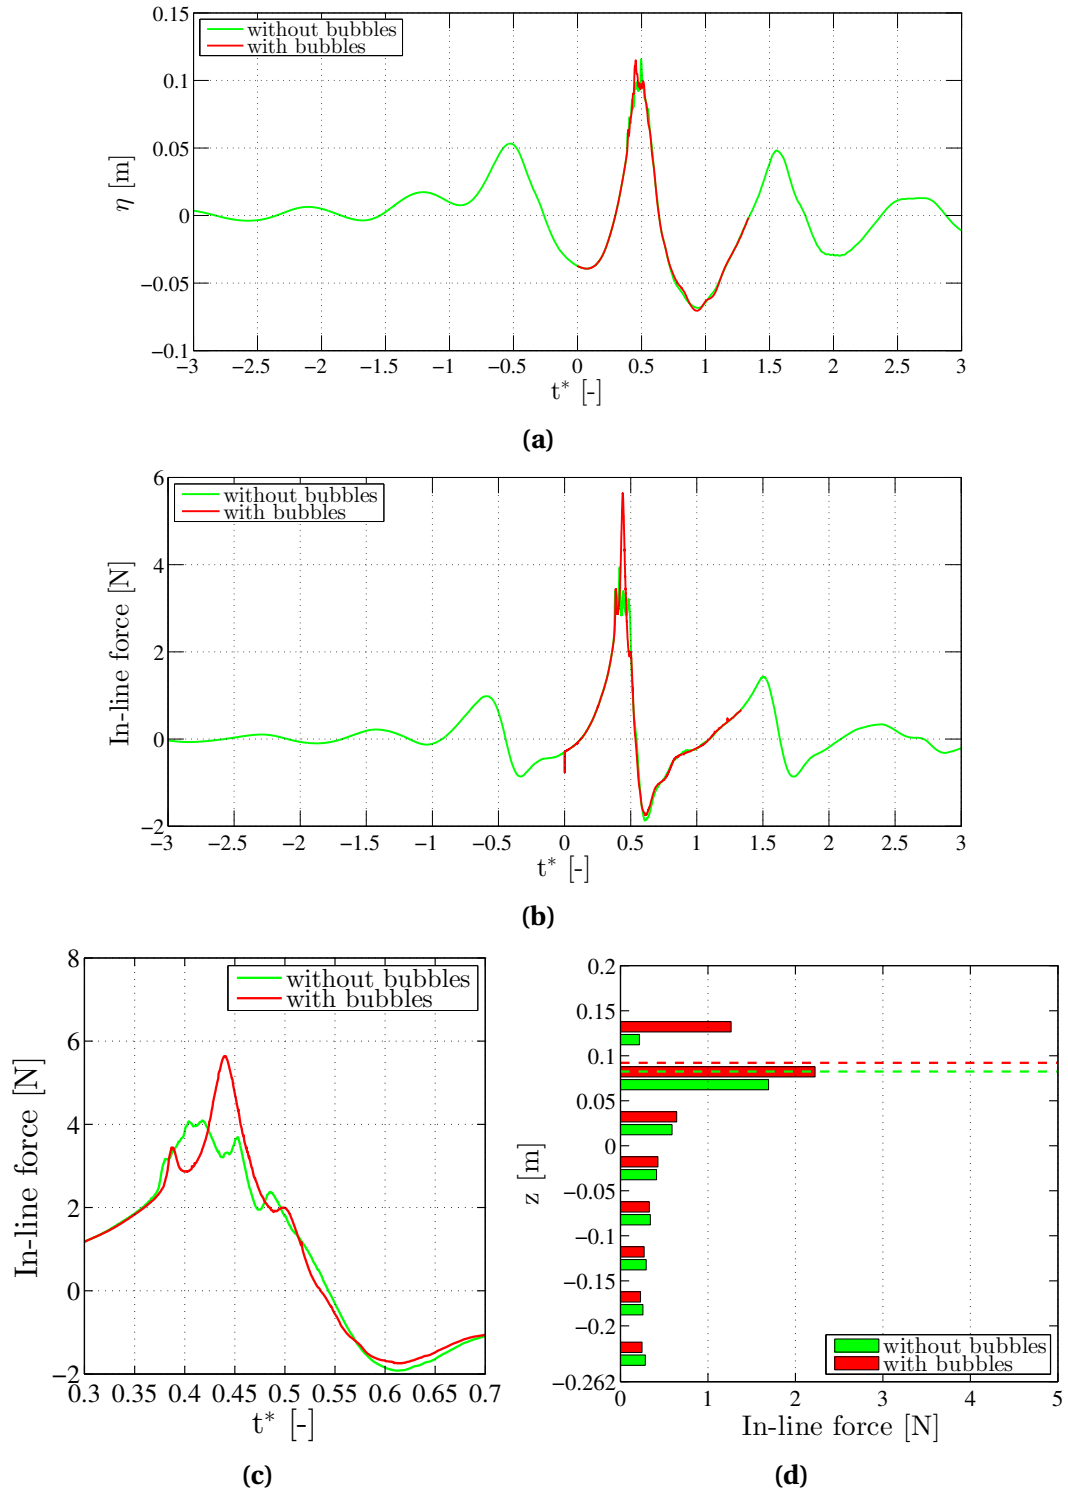 0.15
0.1
0.05
0
−0.05
−0.1
η [m]
without bubbles
with bubbles
−3 −2.5 −2 −1.5 −1 −0.5 0 0.5 1 1.5 2 2.5 3
t* [-]
(a)
6
4
2
0
−2
In-line force [N]
without bubbles
with bubbles
−3 −2.5 −2 −1.5 −1 −0.5 0 0.5 1 1.5 2 2.5 3
t* [-]
(b)
8
6
4
2
0
−2
In-line force [N]
without bubbles
with bubbles
0.3 0.35 0.4 0.45 0.5 0.55 0.6 0.65 0.7
t* [-]
(c)
0.2
0.15
0.1
0.05
0
−0.05
−0.1
−0.15
−0.2
−0.262
z [m]
without bubbles
with bubbles
0 1 2 3 4 5
In-line force [N]
(d)